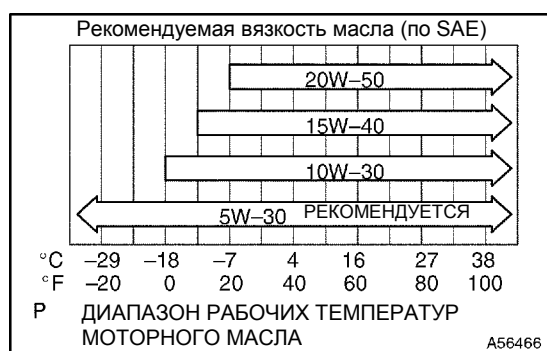 Рекомендуемая вязкость масла (по SAE)
20W–50
15W–40
10W–30
5W–30 РЕКОМЕНДУЕТСЯ
°C –29 –18 –7 4 16 27 38
°F –20 0 20 40 60 80 100
P ДИАПАЗОН РАБОЧИХ ТЕМПЕРАТУР
МОТОРНОГО МАСЛА
A56466